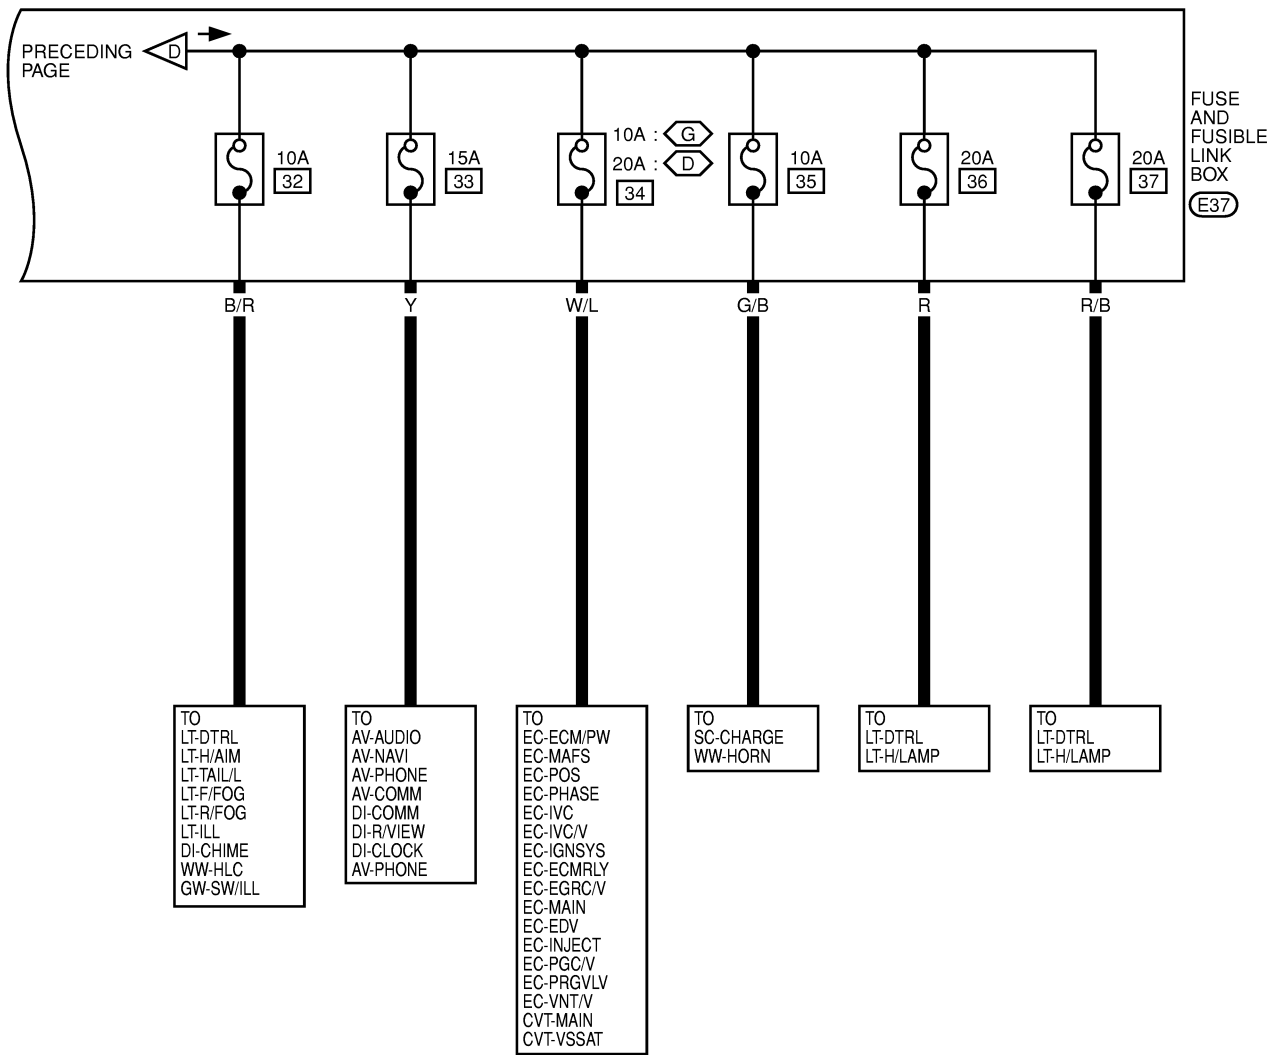 PRECEDING
PAGE
D
10A
32
15A
33
10A : G
20A : D
34
10A
35
20A
36
20A
37
FUSE
AND
FUSIBLE
LINK
BOX
E37
B/R
Y
W/L
G/B
R
R/B
TO
LT-DTRL
LT-H/AIM
LT-TAIL/L
LT-F/FOG
LT-R/FOG
LT-ILL
DI-CHIME
WW-HLC
GW-SW/ILL
TO
AV-AUDIO
AV-NAVI
AV-PHONE
AV-COMM
DI-COMM
DI-R/VIEW
DI-CLOCK
AV-PHONE
TO
EC-ECM/PW
EC-MAFS
EC-POS
EC-PHASE
EC-IVC
EC-IVC/V
EC-IGNSYS
EC-ECMRLY
EC-EGRC/V
EC-MAIN
EC-EDV
EC-INJECT
EC-PGC/V
EC-PRGVLV
EC-VNT/V
CVT-MAIN
CVT-VSSAT
TO
SC-CHARGE
WW-HORN
TO
LT-DTRL
LT-H/LAMP
TO
LT-DTRL
LT-H/LAMP